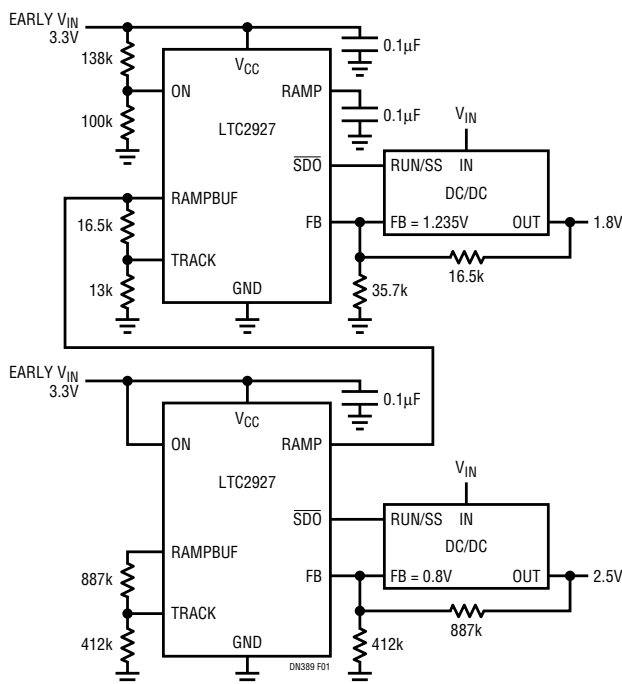 EARLY VIN
3.3V
138k
100k
VCC
ON
RAMP
0.1µF
0.1µF
LTC2927
SDO
RAMPBUF
16.5k
TRACK
13k
FB
GND
VIN
RUN/SS IN
DC/DC
FB = 1.235V OUT
1.8V
16.5k
35.7k
EARLY VIN
3.3V
VCC
0.1µF
ON
RAMP
LTC2927
SDO
RAMPBUF
887k
TRACK
412k
FB
GND
VIN
RUN/SS IN
DC/DC
FB = 0.8V OUT
2.5V
887k
412k
DN389 F01